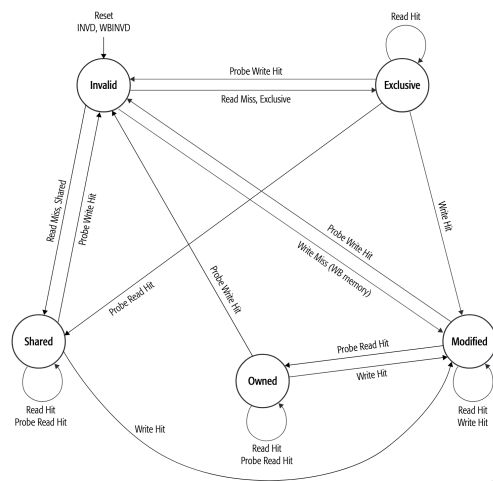 Reset
INVD, WBINVD
Read Hit
Invalid
Exclusive
Probe Write Hit
Read Miss, Exclusive
Read Miss, Shared
Probe Write Hit
Write Hit
Probe Write Hit
Write Miss (WB memory)
Probe Write Hit
Probe Read Hit
Shared
Modified
Probe Read Hit
Write Hit
Owned
Read Hit
Probe Read Hit
Read Hit
Write Hit
Write Hit
Read Hit
Probe Read Hit